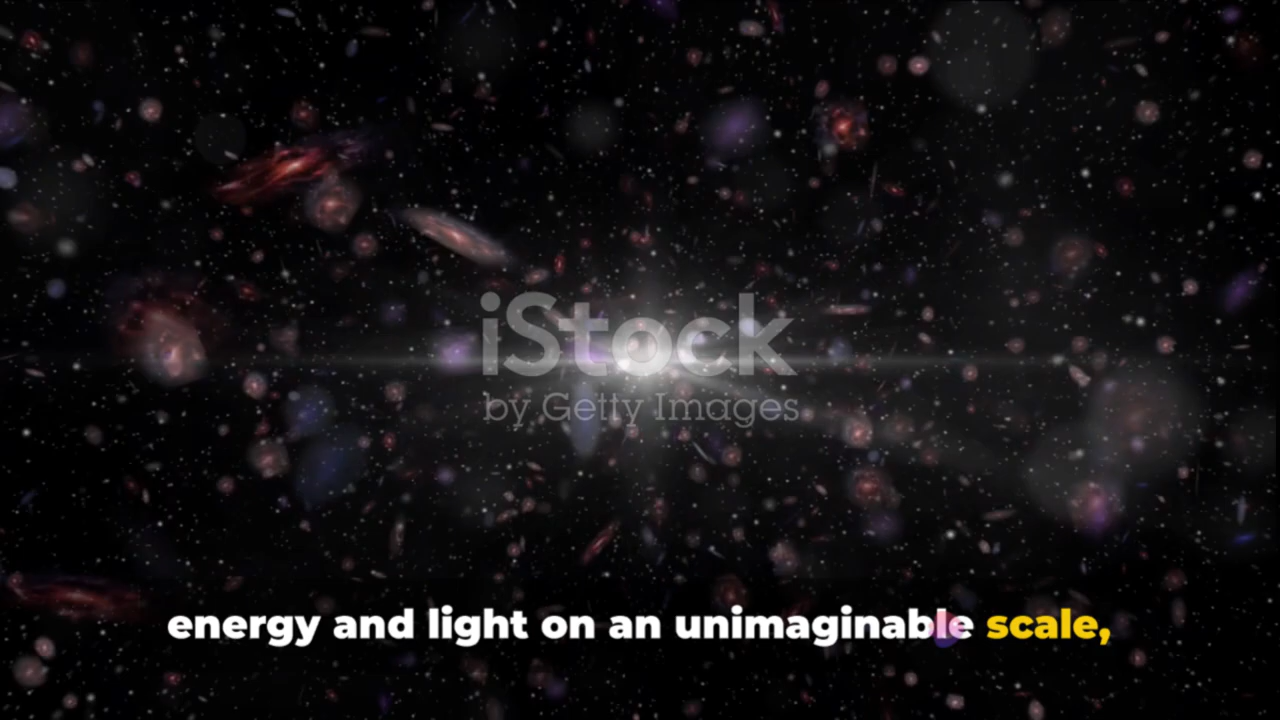 iStock
by Getty Images
energy and light on an unimaginable scale,